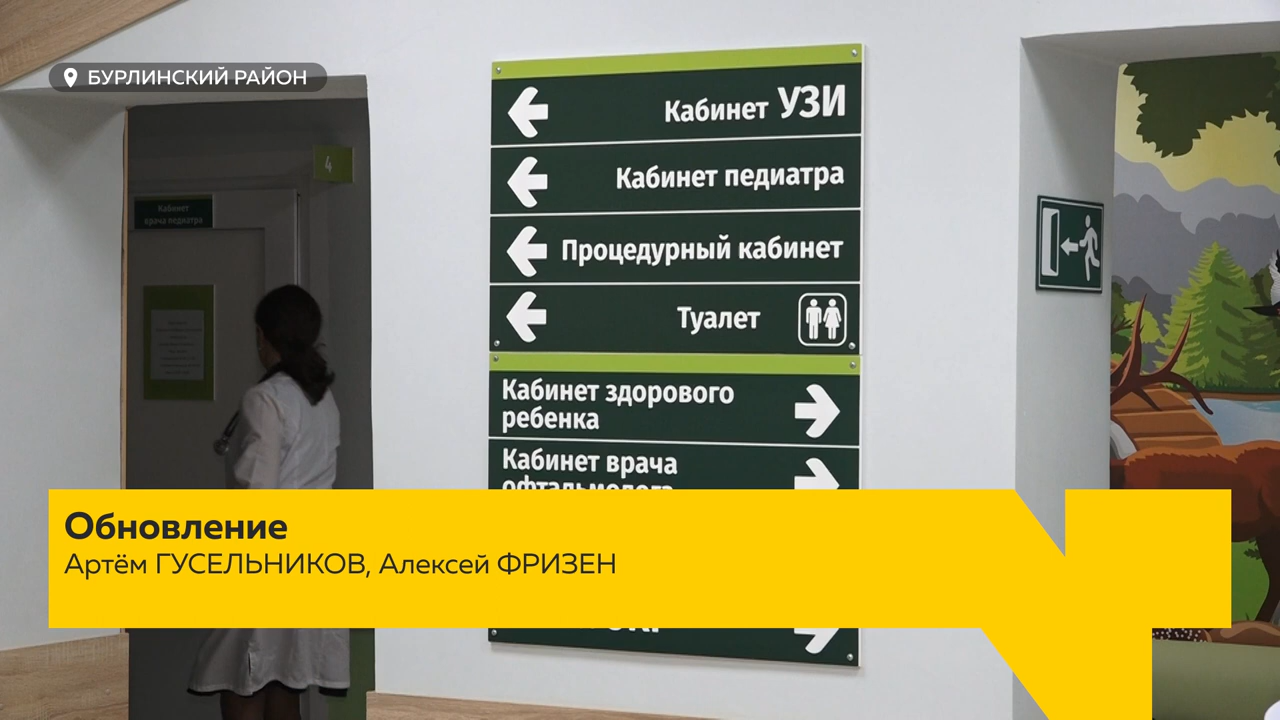 БУРЛИНСКИЙ РАЙОН
Кабинет УЗИ
4
Кабинет педиатра
Кабинет
врача педиатра
Процедурный кабинет
Туалет
Кабинет здорового
ребенка
Кабинет врача
офтальмолога
Обновление
Артём ГУСЕЛЬНИКОВ, Алексей ФРИЗЕН